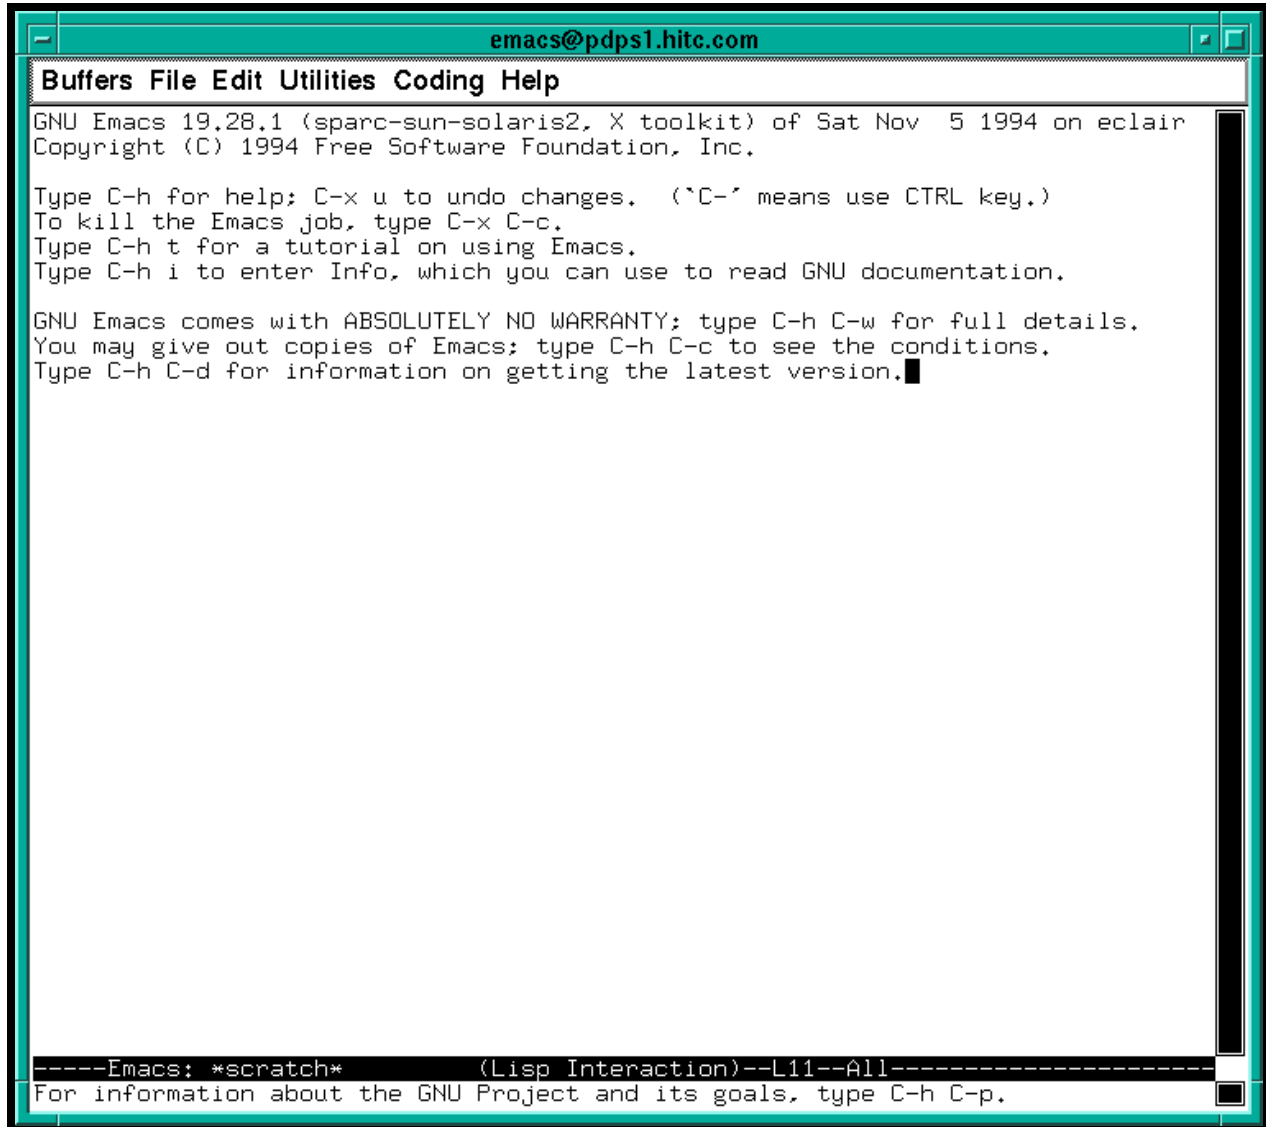 emacs@pdps1.hitc.com
Buffers File Edit Utilities Coding Help
GNU Emacs 19.28.1 (sparc-sun-solaris2, X toolkit) of Sat Nov  5 1994 on eclair
Copyright (C) 1994 Free Software Foundation, Inc.
Type C-h for help; C-x u to undo changes.  (`C-´ means use CTRL key.)
To kill the Emacs job, type C-x C-c.
Type C-h t for a tutorial on using Emacs.
Type C-h i to enter Info, which you can use to read GNU documentation.
GNU Emacs comes with ABSOLUTELY NO WARRANTY; type C-h C-w for full details.
You may give out copies of Emacs; type C-h C-c to see the conditions.
Type C-h C-d for information on getting the latest version.
-----Emacs: *scratch*         (Lisp Interaction)--L11--All----------------------
For information about the GNU Project and its goals, type C-h C-p.